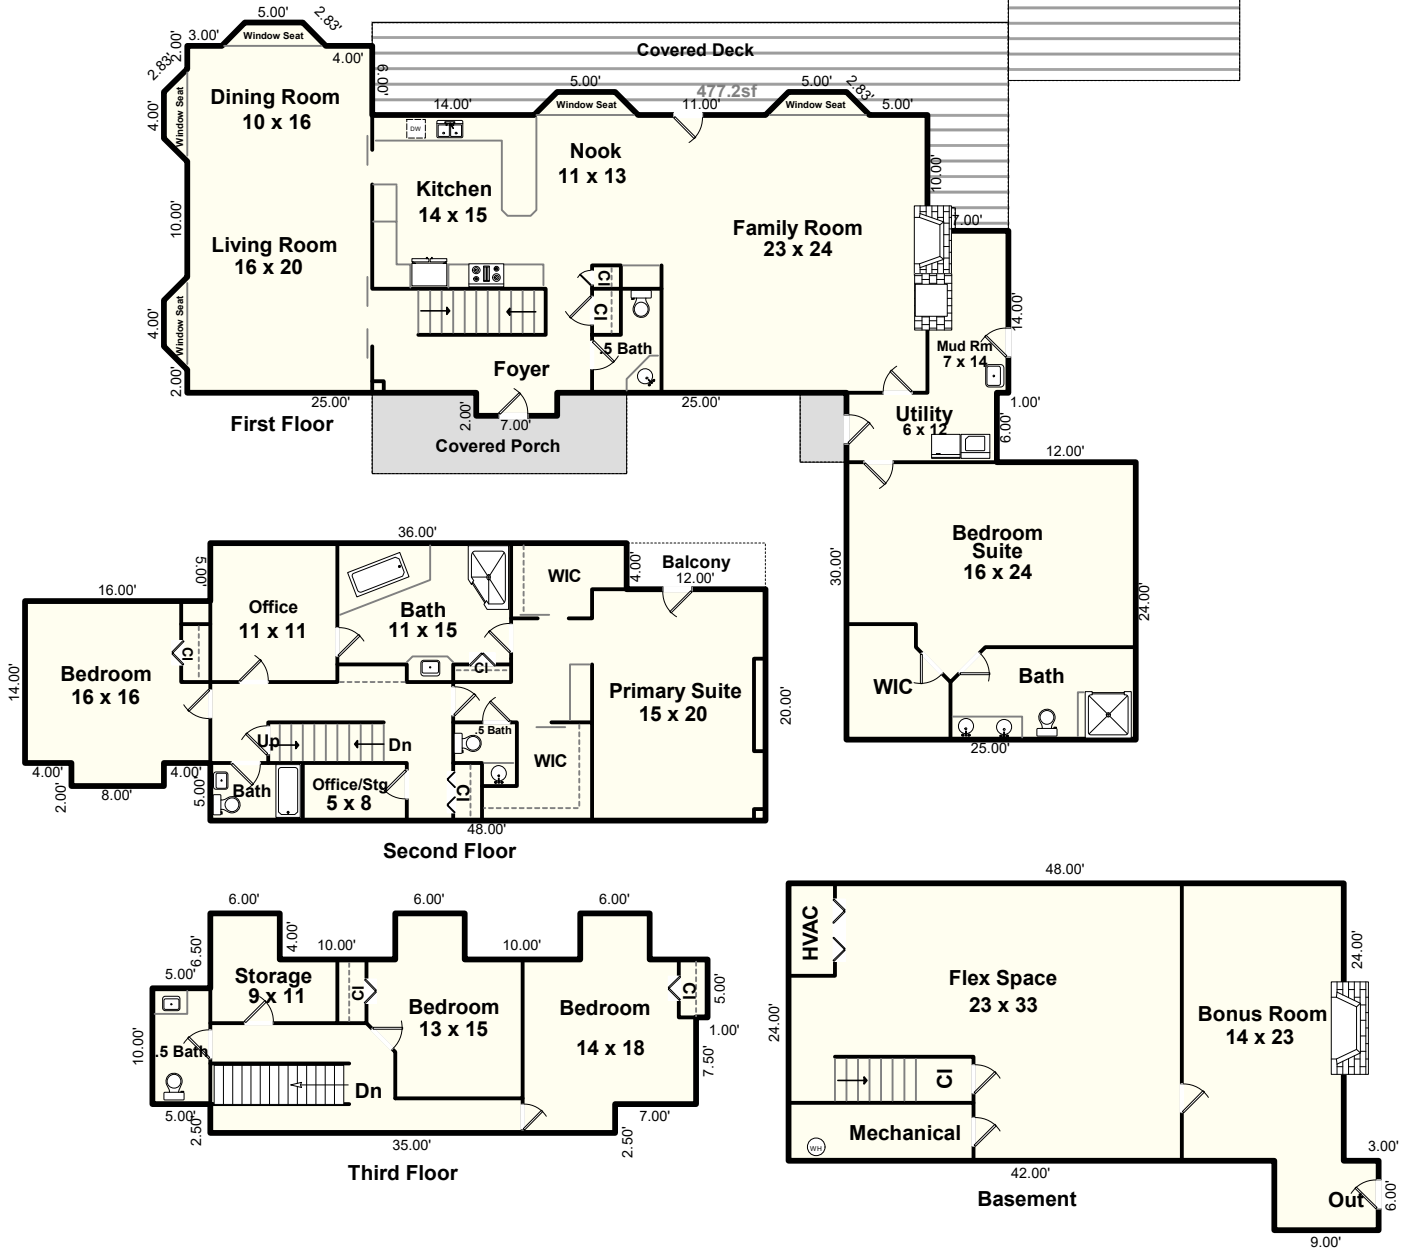 5.00'
2.83'
3.00'
Window Seat
2.00'
4.00'
2.83'
6.00'
Covered Deck
477.2sf
Dining Room
10 x 16
4.00'
Window Seat
14.00'
5.00'
Window Seat
11.00'
5.00'
2.83'
Window Seat
5.00'
DW
Nook
11 x 13
Kitchen
14 x 15
10.00'
10.00'
Living Room
16 x 20
Family Room
23 x 24
7.00'
Cl
Cl
4.00'
Window Seat
14.00'
.5 Bath
Mud Rm
7 x 14
Foyer
2.00'
25.00'
2.00'
7.00'
25.00'
1.00'
First Floor
Covered Porch
Utility
6 x 12
6.00'
12.00'
Bedroom
Suite
16 x 24
30.00'
24.00'
WIC
Bath
25.00'
36.00'
5.00'
4.00'
Balcony
12.00'
WIC
16.00'
Office
11 x 11
Bath
11 x 15
Cl
Cl
14.00'
Bedroom
16 x 16
Primary Suite
15 x 20
20.00'
Up
Dn
.5 Bath
WIC
4.00'
2.00'
8.00'
4.00'
5.00'
Bath
Office/Stg
5 x 8
Cl
48.00'
Second Floor
6.00'
6.00'
6.00'
6.50'
4.00'
10.00'
10.00'
5.00'
Storage
9 x 11
Cl
Bedroom
13 x 15
Bedroom
14 x 18
Cl
5.00'
1.00'
10.00'
.5 Bath
7.50'
Dn
5.00'
2.50'
35.00'
7.00'
2.50'
Third Floor
48.00'
HVAC
Flex Space
23 x 33
24.00'
24.00'
Bonus Room
14 x 23
Cl
Mechanical
WH
42.00'
3.00'
Out
6.00'
9.00'
Basement